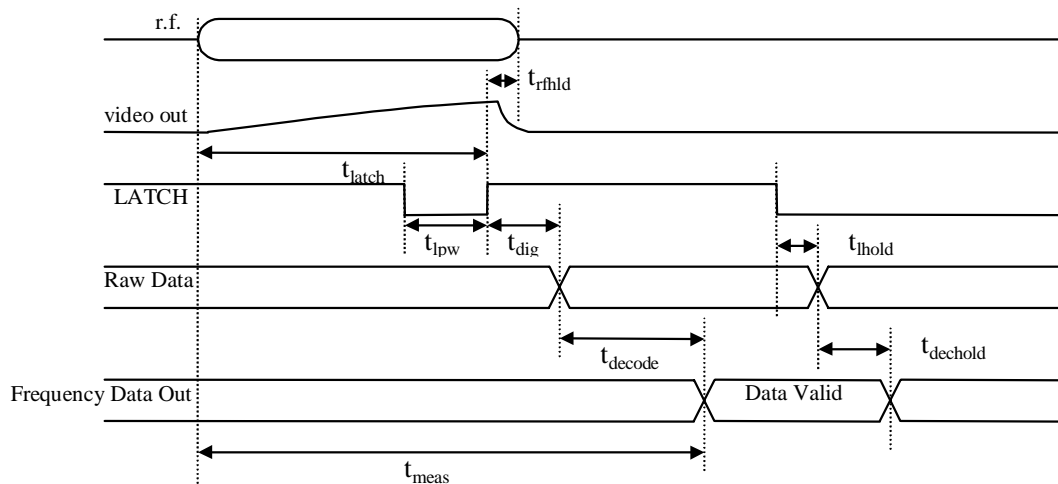 r.f.
t_rfhld
video out
t_latch
LATCH
t_lpw
t_dig
t_lhold
Raw Data
t_decode
t_dechold
Frequency Data Out
Data Valid
t_meas